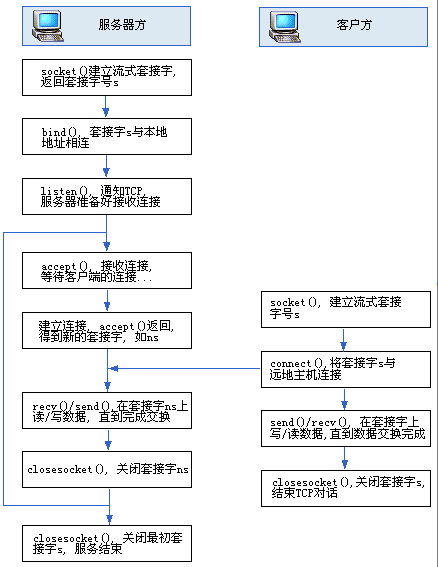 服务器方
socket()建立流式套接字,
返回套接字号s
bind(), 套接字s与本地
地址相连
listen(), 通知TCP,
服务器准备好接收连接
accept(), 接收连接,
等待客户端的连接...
建立连接, accept()返回,
得到新的套接字, 如ns
recv()/send(),在套接字ns上
读/写数据, 直到完成交换
closesocket(), 关闭套接字ns
closesocket(), 关闭最初套
接字s, 服务结束
客户方
socket(), 建立流式套接
字号s
connect(),将套接字s与
远地主机连接
send()/recv(), 在套接字上
写/读数据,直到数据交换完成
closesocket(),关闭套接字s,
结束TCP对话